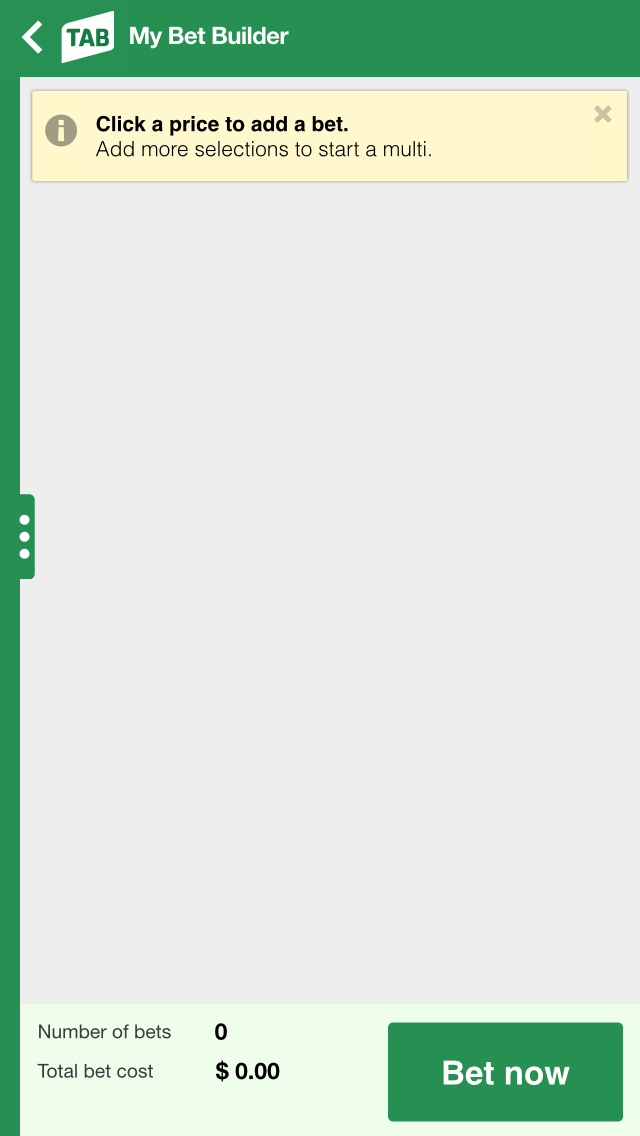 TAB My Bet Builder
Click a price to add a bet.
Add more selections to start a multi.
Number of bets 0
Total bet cost $ 0.00
Bet now